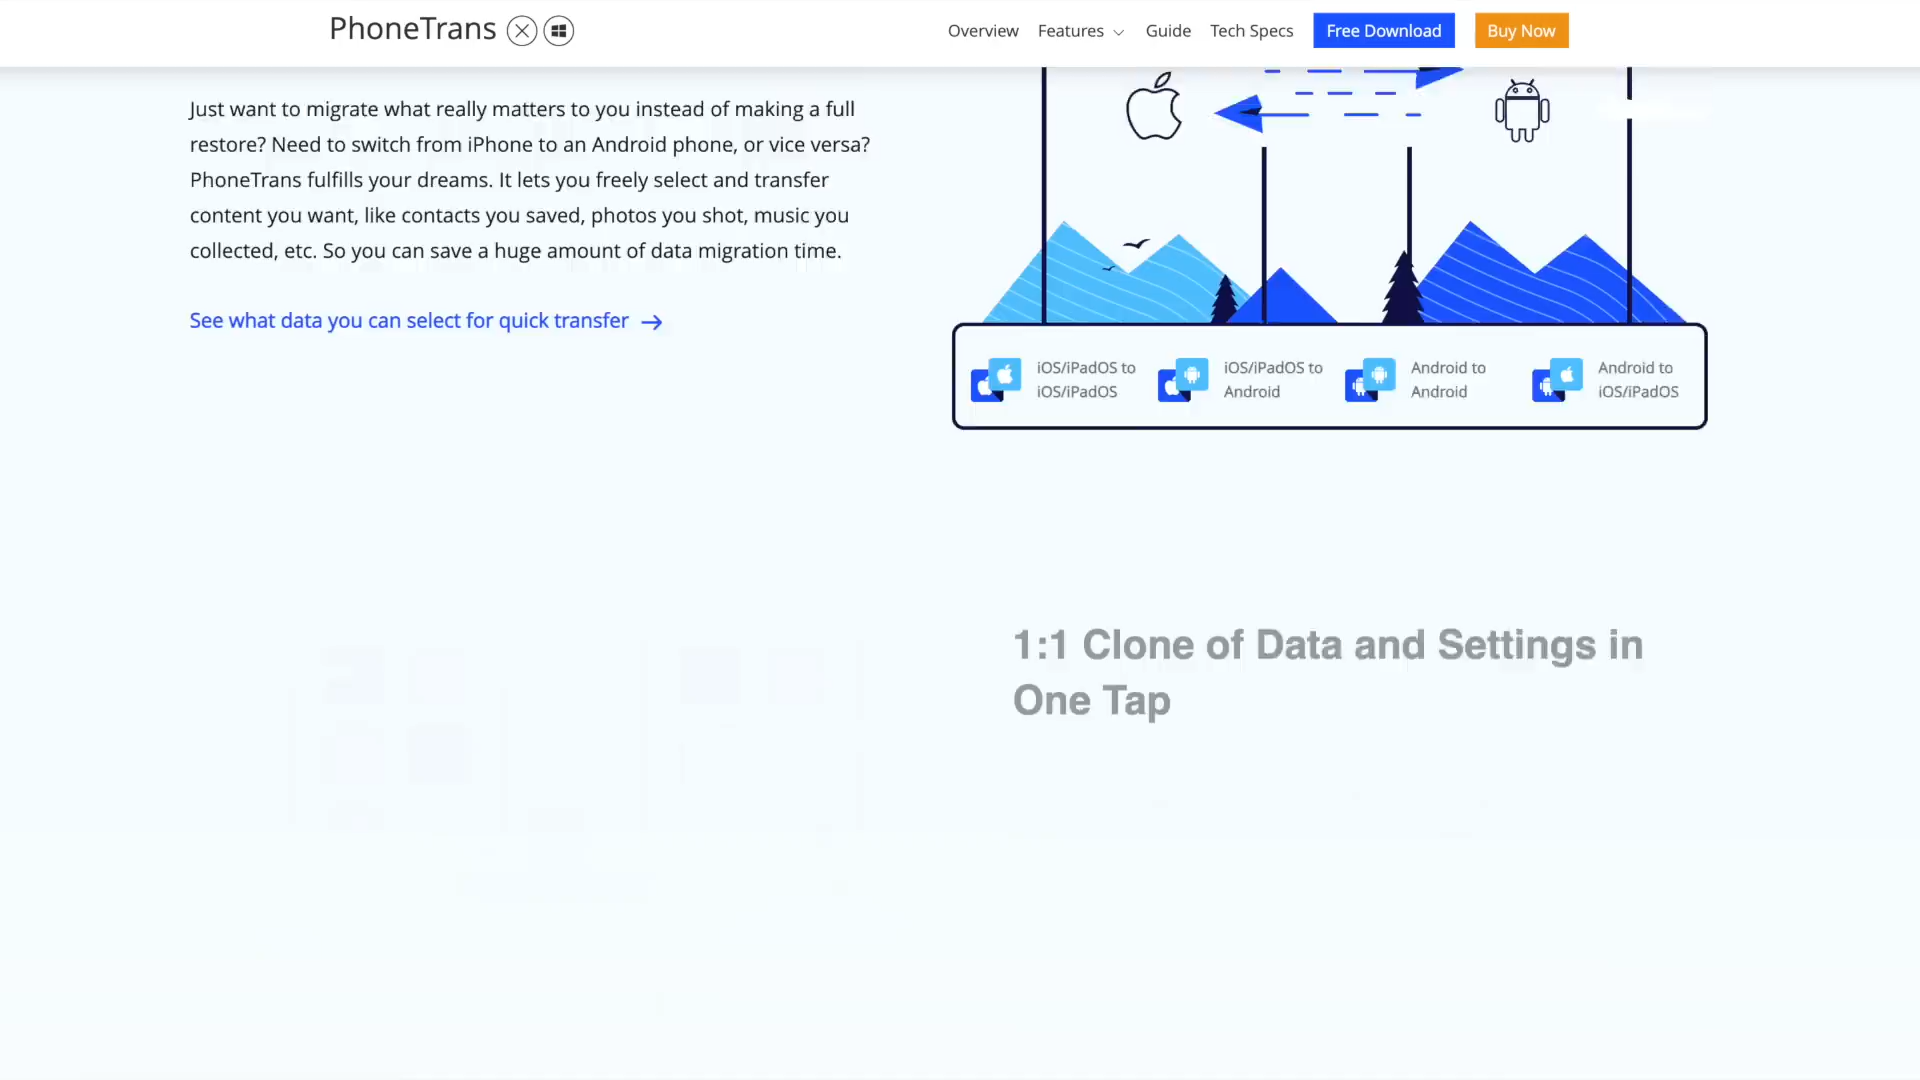 PhoneTrans
Overview Features Guide Tech Specs Free Download Buy Now
Just want to migrate what really matters to you instead of making a full
restore? Need to switch from iPhone to an Android phone, or vice versa?
PhoneTrans fulfills your dreams. It lets you freely select and transfer
content you want, like contacts you saved, photos you shot, music you
collected, etc. So you can save a huge amount of data migration time.
See what data you can select for quick transfer
iOS/iPadOS to
iOS/iPadOS
iOS/iPadOS to
Android
Android to
Android
Android to
iOS/iPadOS
1:1 Clone of Data and Settings in
One Tap